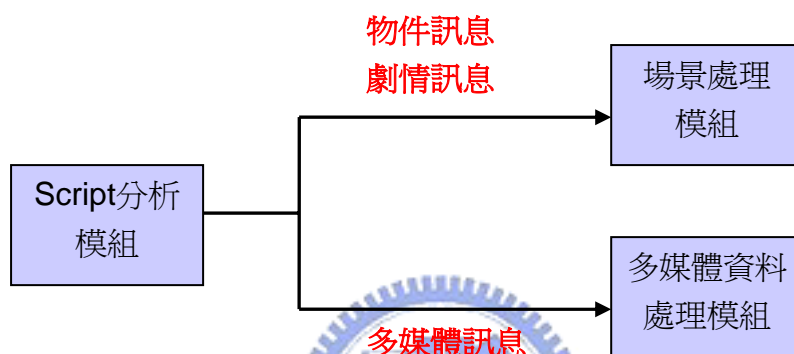 物件訊息
劇情訊息
場景處理
模組
Script分析
模組
多媒體資料
處理模組
多媒體訊息